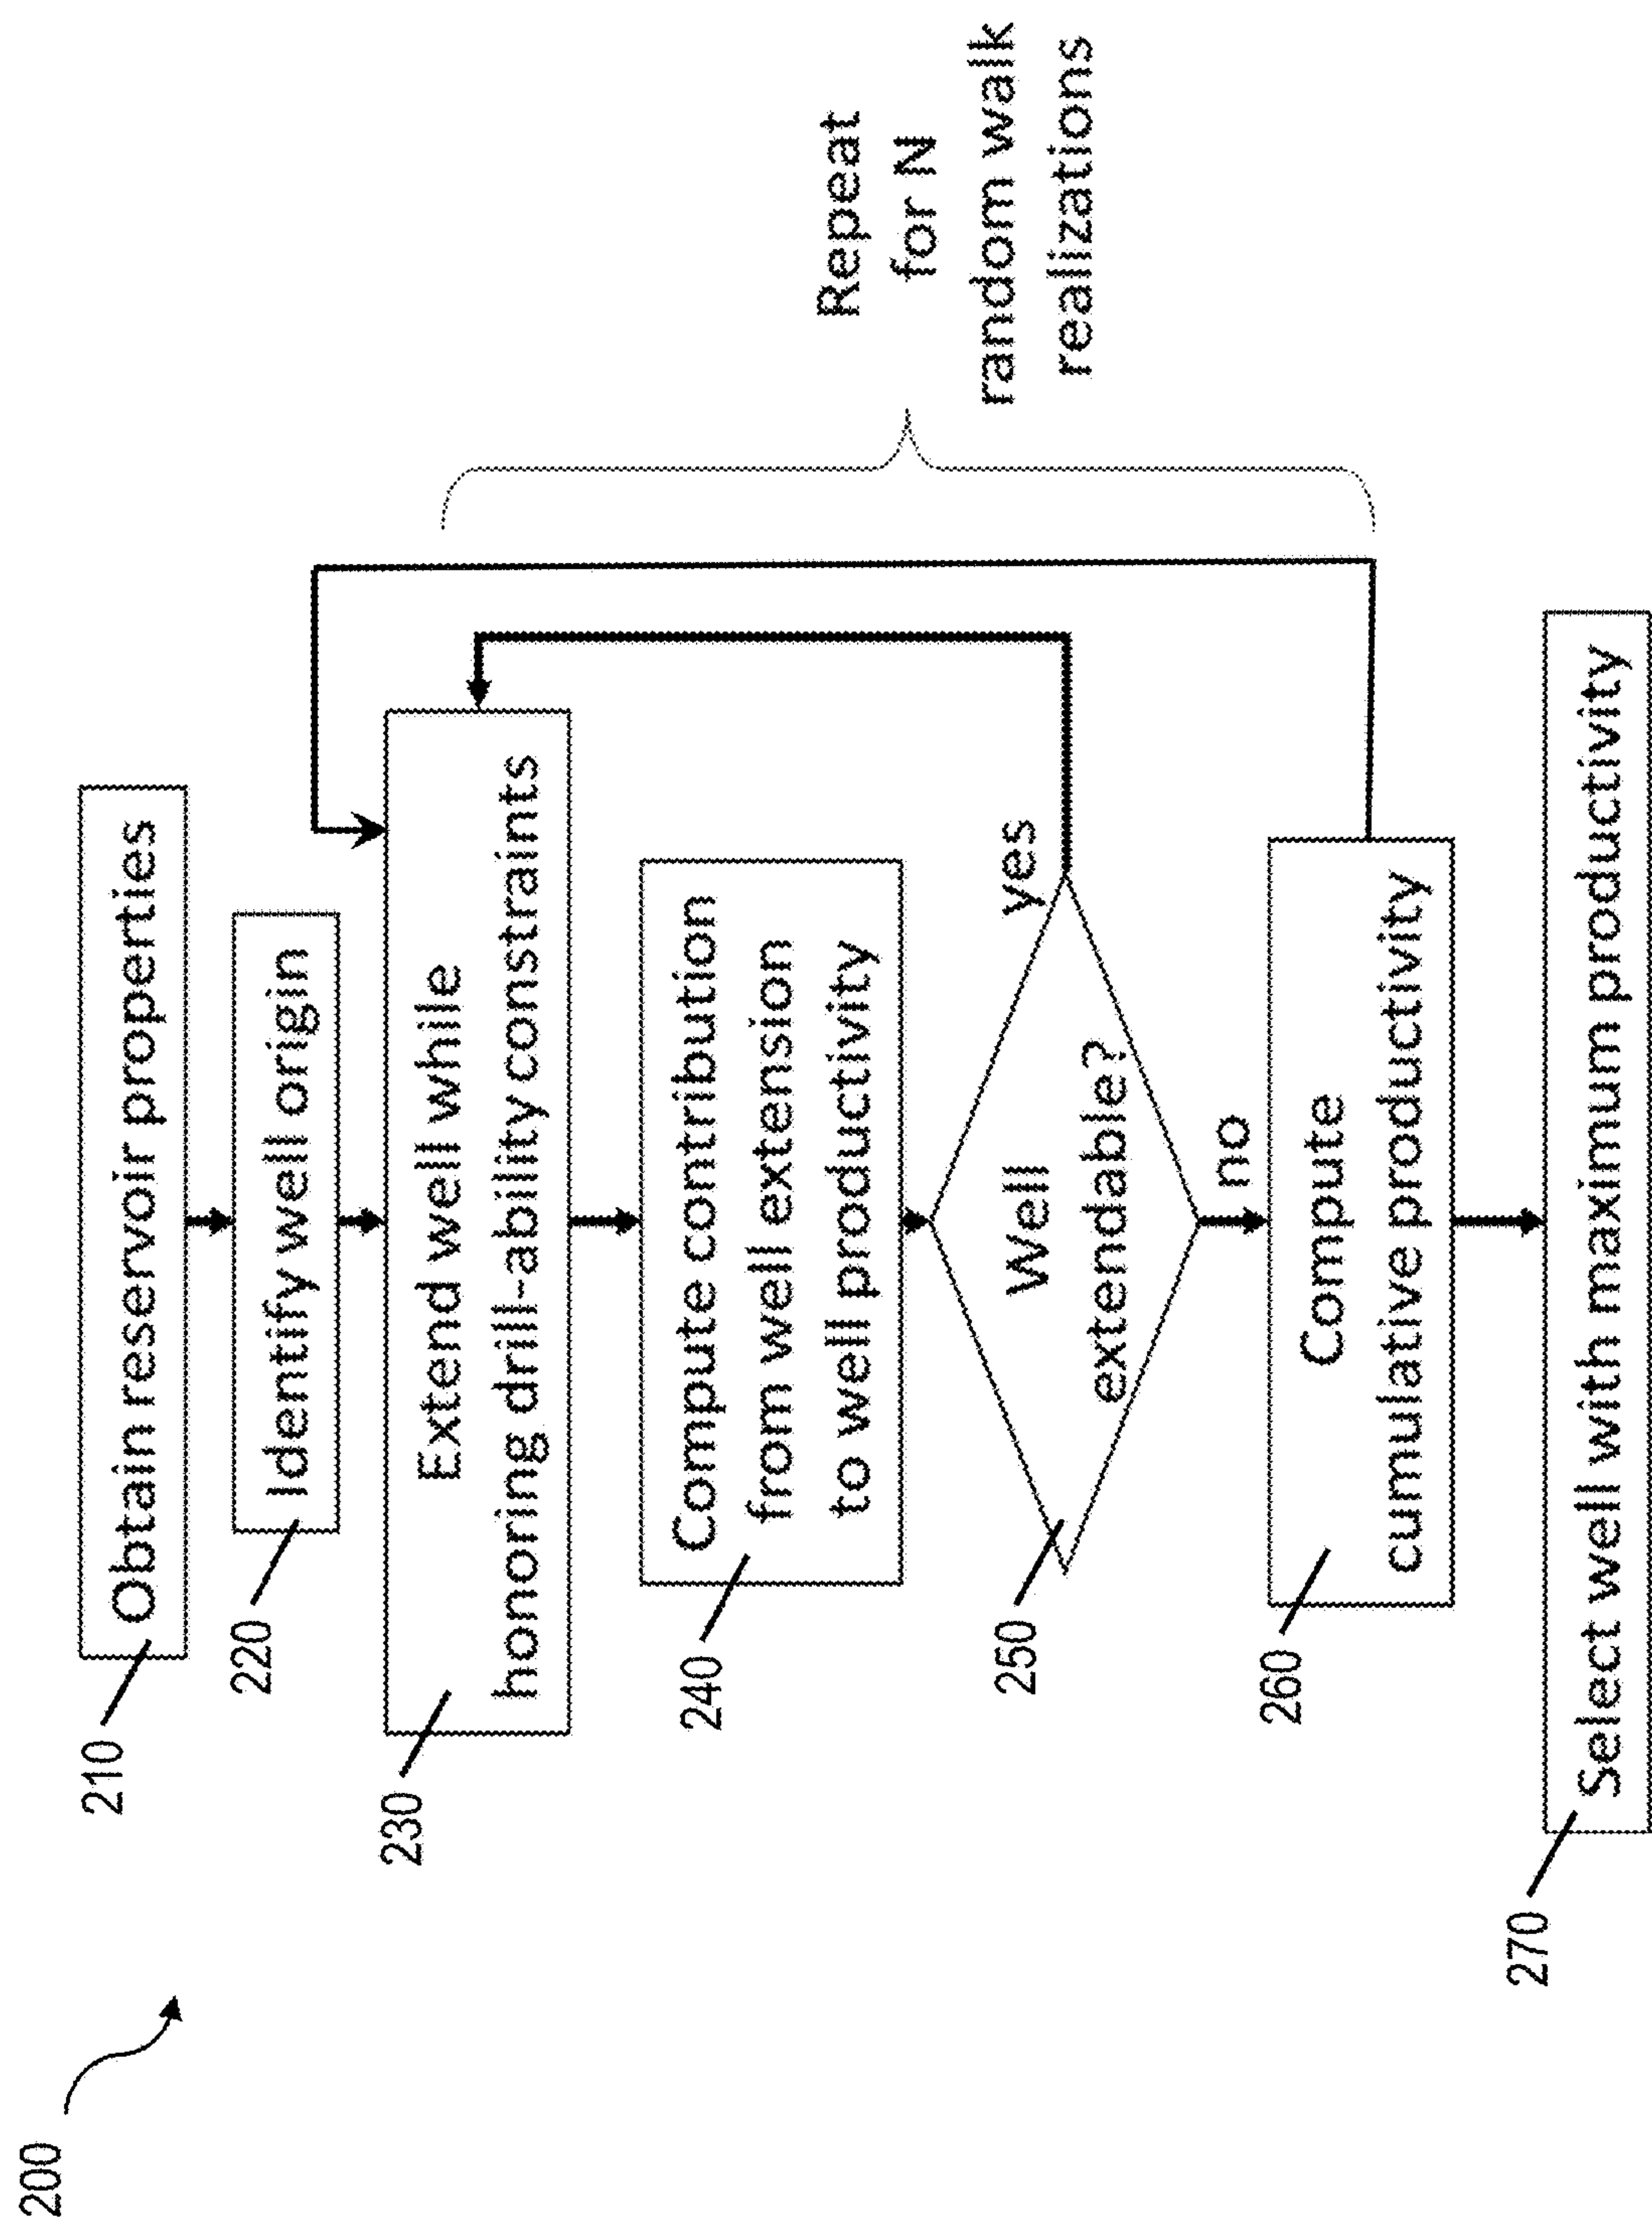 200
210
Obtain reservoir properties
220
Identify well origin
230
Extend well while
honoring drill-ability constraints
240
Compute contribution
from well extension
to well productivity
250
Well
extendable?
yes
no
260
Compute
cumulative productivity
270
Select well with maximum productivity
Repeat
for N
random walk
realizations